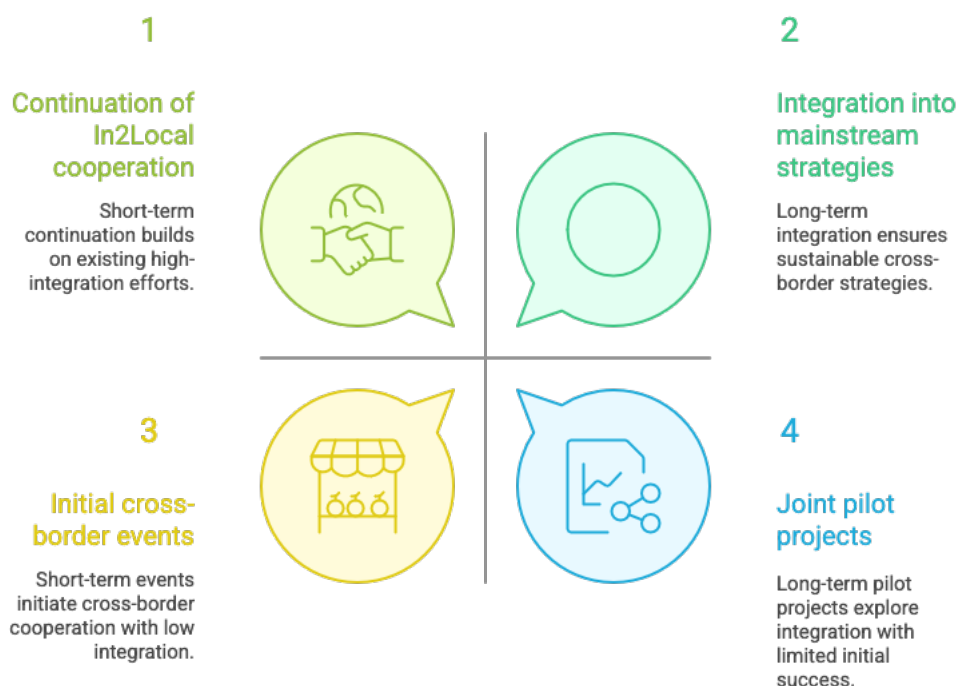 1
Continuation of
In2Local
cooperation
Short-term
continuation builds
on existing high-
integration efforts.
2
Integration into
mainstream
strategies
Long-term
integration ensures
sustainable cross-
border strategies.
3
Initial cross-
border events
Short-term events
initiate cross-border
cooperation with low
integration.
4
Joint pilot
projects
Long-term pilot
projects explore
integration with
limited initial
success.